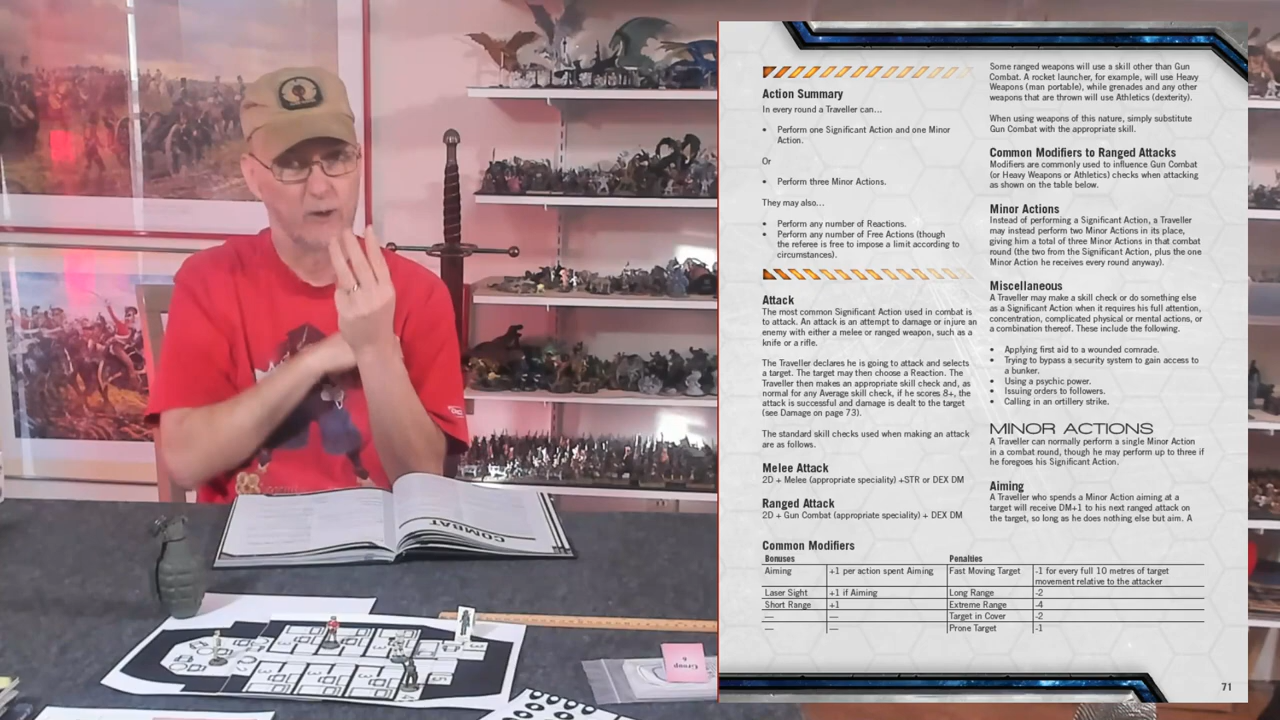 COMBAT
Group
6
Action Summary
In every round a Traveller can...
• Perform one Significant Action and one Minor
Action.
Or
• Perform three Minor Actions.
They may also...
• Perform any number of Reactions.
• Perform any number of Free Actions (though
the referee is free to impose a limit according to
circumstances).
Attack
The most common Significant Action used in combat is
to attack. An attack is an attempt to damage or injure an
enemy with either a melee or ranged weapon, such as a
knife or a rifle.
The Traveller declares he is going to attack and selects
a target. The target may then choose a Reaction. The
Traveller then makes an appropriate skill check and, as
normal for any Average skill check, if he scores 8+, the
attack is successful and damage is dealt to the target
(see Damage on page 73).
The standard skill checks used when making an attack
are as follows.
Melee Attack
2D + Melee (appropriate speciality) +STR or DEX DM
Ranged Attack
2D + Gun Combat (appropriate speciality) + DEX DM
Some ranged weapons will use a skill other than Gun
Combat. A rocket launcher, for example, will use Heavy
Weapons (man portable), while grenades and any other
weapons that are thrown will use Athletics (dexterity).
When using weapons of this nature, simply substitute
Gun Combat with the appropriate skill.
Common Modifiers to Ranged Attacks
Modifiers are commonly used to influence Gun Combat
(or Heavy Weapons or Athletics) checks when attacking
as shown on the table below.
Minor Actions
Instead of performing a Significant Action, a Traveller
may instead perform two Minor Actions in its place,
giving him a total of three Minor Actions in that combat
round (the two from the Significant Action, plus the one
Minor Action he receives every round anyway).
Miscellaneous
A Traveller may make a skill check or do something else
as a Significant Action when it requires his full attention,
concentration, complicated physical or mental actions, or
a combination thereof. These include the following.
• Applying first aid to a wounded comrade.
• Trying to bypass a security system to gain access to
a bunker.
• Using a psychic power.
• Issuing orders to followers.
• Calling in an ortillery strike.
MINOR ACTIONS
A Traveller can normally perform a single Minor Action
in a combat round, though he may perform up to three if
he foregoes his Significant Action.
Aiming
A Traveller who spends a Minor Action aiming at a
target will receive DM+1 to his next ranged attack on
the target, so long as he does nothing else but aim. A
Common Modifiers
Bonuses Penalties
Aiming +1 per action spent Aiming Fast Moving Target -1 for every full 10 metres of target
movement relative to the attacker
Laser Sight +1 if Aiming Long Range -2
Short Range +1 Extreme Range -4
— — Target in Cover -2
— — Prone Target -1
71